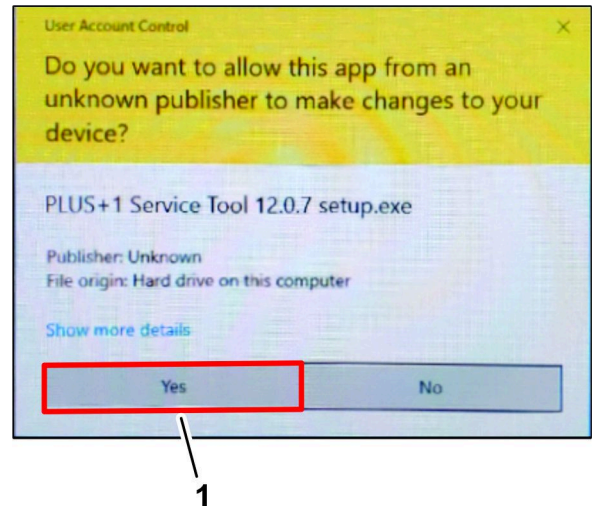 User Account Control
Do you want to allow this app from an
unknown publisher to make changes to your
device?
PLUS+1 Service Tool 12.0.7 setup.exe
Publisher: Unknown
File origin: Hard drive on this computer
Show more details
Yes
No
1